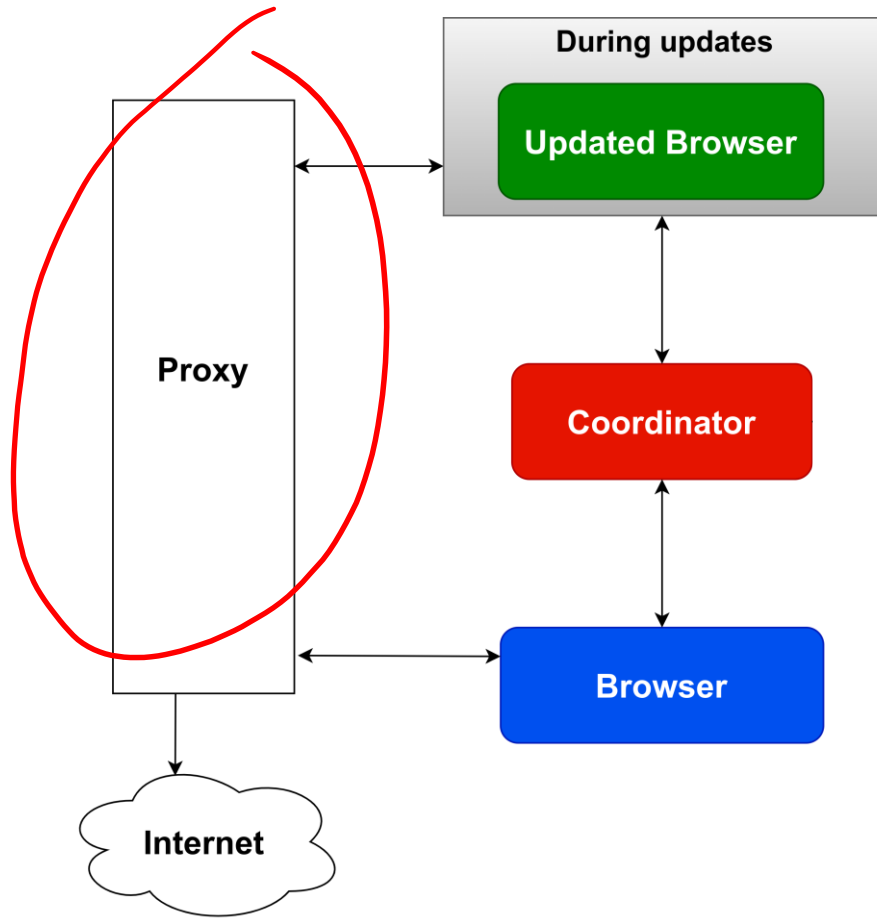 During updates
Updated Browser
Proxy
Coordinator
Browser
Internet